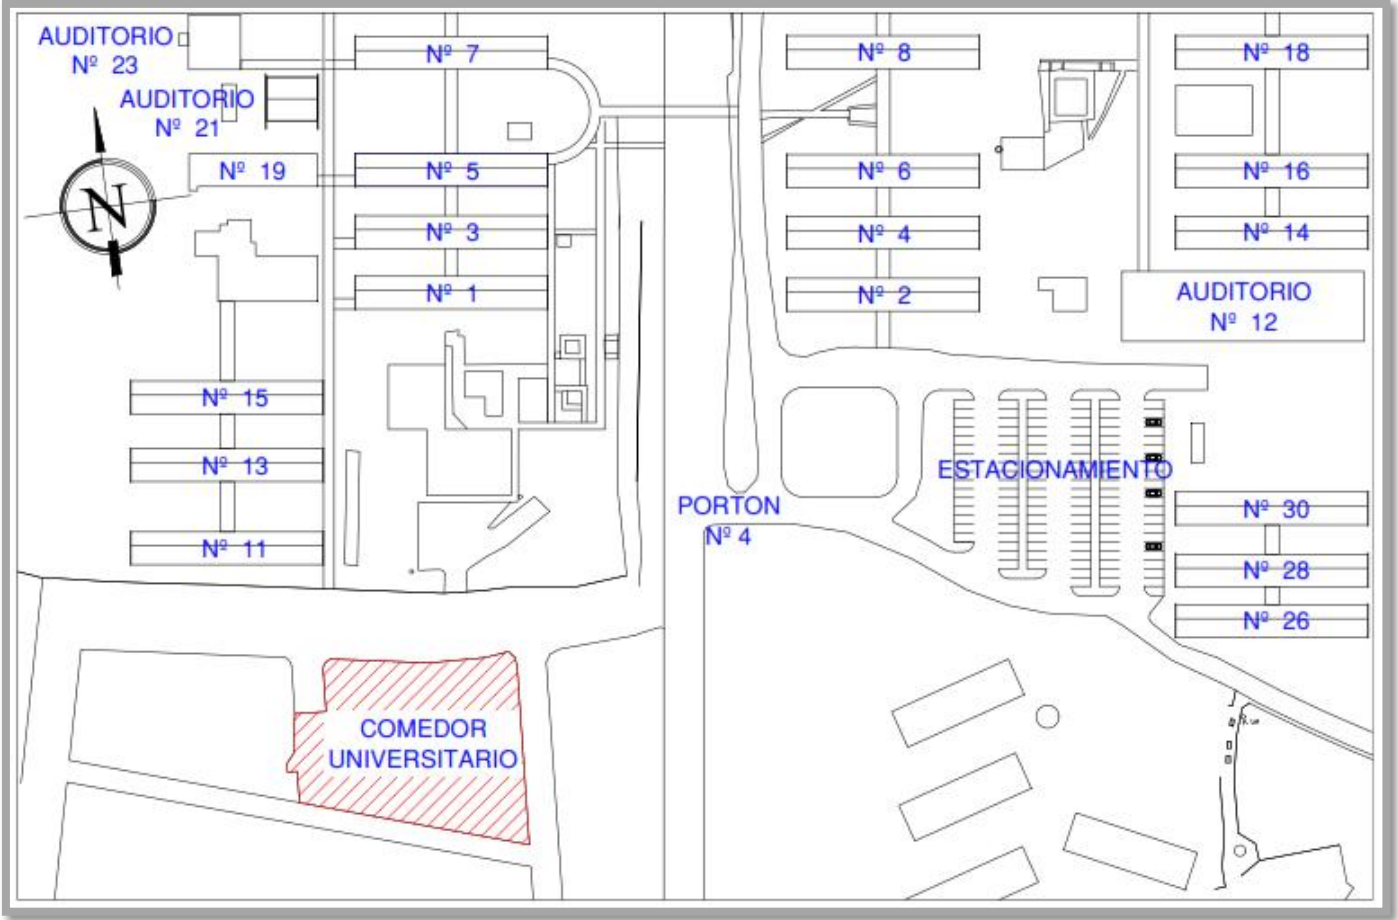 AUDITORIO
Nº 23
Nº 7
Nº 8
Nº 18
AUDITORIO
Nº 21
Nº 19
Nº 5
Nº 6
Nº 16
N
Nº 3
Nº 4
Nº 14
Nº 1
Nº 2
AUDITORIO
Nº 12
Nº 15
Nº 13
ESTACIONAMIENTO
PORTON
Nº 4
Nº 30
Nº 11
Nº 28
Nº 26
COMEDOR
UNIVERSITARIO